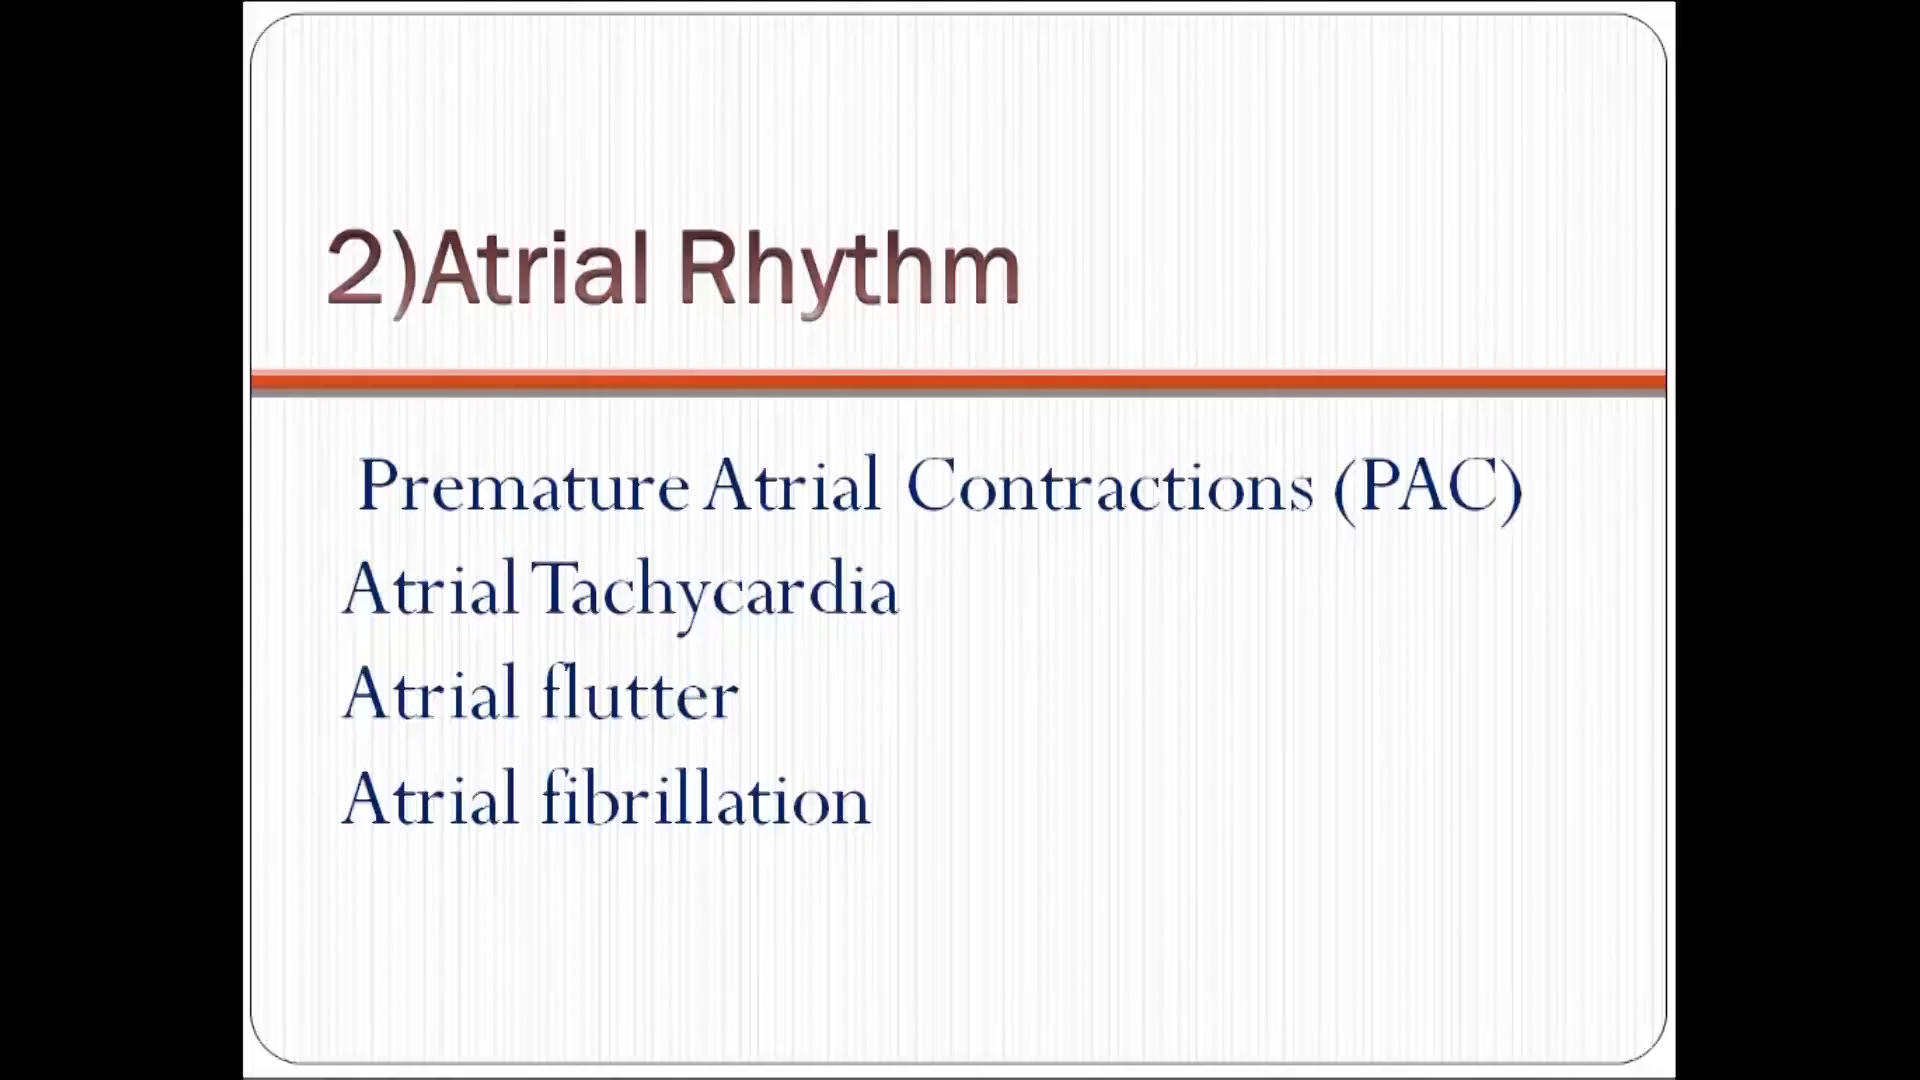 2)Atrial Rhythm
Premature Atrial Contractions (PAC)
Atrial Tachycardia
Atrial flutter
Atrial fibrillation